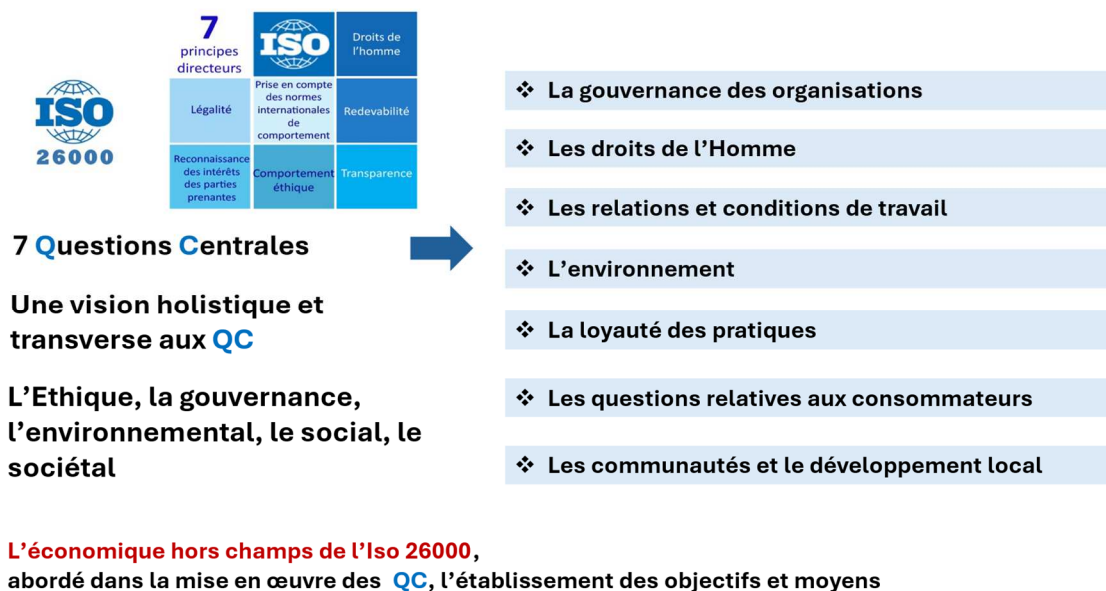 7
principes
directeurs
ISO
Droits de
l'homme
Légalité
Prise en compte
des normes
internationales
de
comportement
Redevabilité
Reconnaissance
des intérêts
des parties
prenantes
Comportement
éthique
Transparence
ISO
26000
7 Questions Centrales
Une vision holistique et
transverse aux QC
L'Ethique, la gouvernance,
l'environnemental, le social, le
sociétal
❖ La gouvernance des organisations
❖ Les droits de l'Homme
❖ Les relations et conditions de travail
❖ L'environnement
❖ La loyauté des pratiques
❖ Les questions relatives aux consommateurs
❖ Les communautés et le développement local
L'économique hors champs de l'Iso 26000,
abordé dans la mise en œuvre des QC, l'établissement des objectifs et moyens